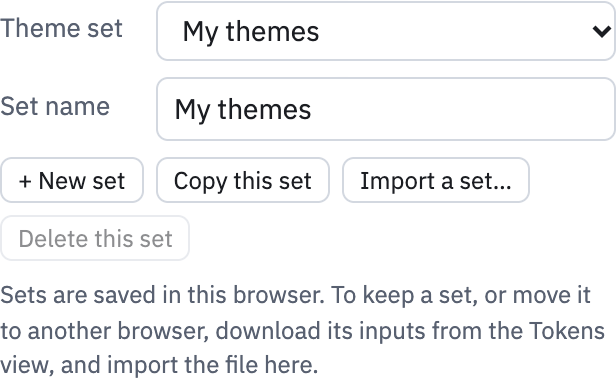 Theme set My themes
Set name My themes
+ New set Copy this set Import a set...
Delete this set
Sets are saved in this browser. To keep a set, or move it
to another browser, download its inputs from the Tokens
view, and import the file here.